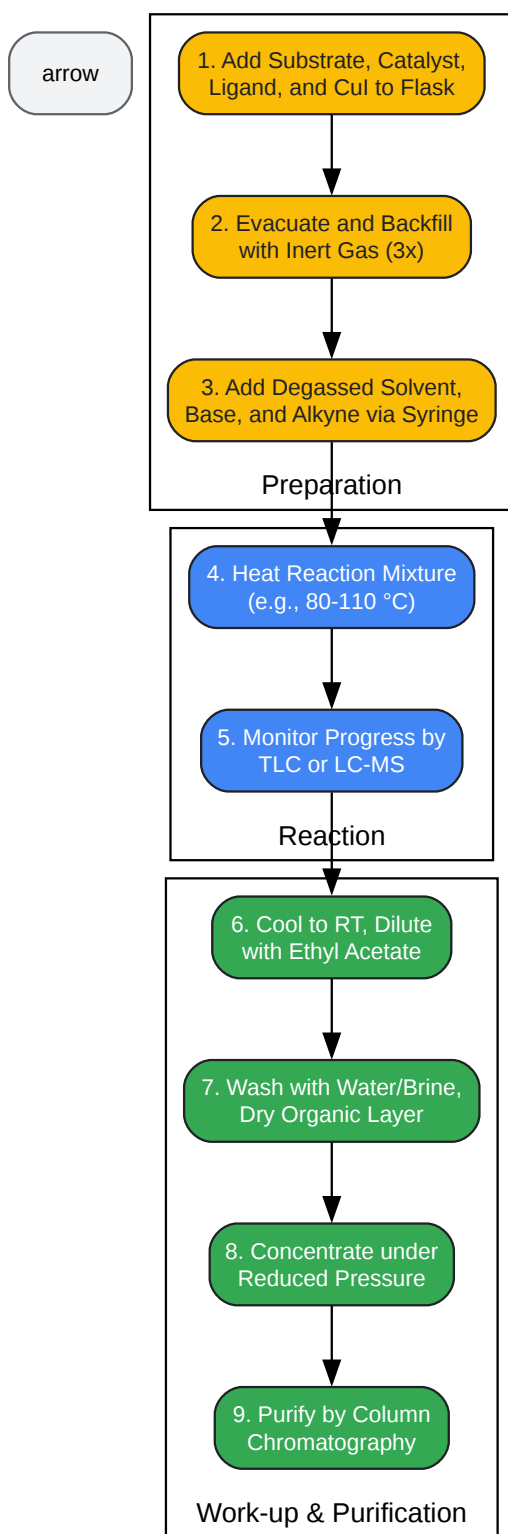 arrow
1. Add Substrate, Catalyst,
Ligand, and CuI to Flask
2. Evacuate and Backfill
with Inert Gas (3x)
3. Add Degassed Solvent,
Base, and Alkyne via Syringe
Preparation
4. Heat Reaction Mixture
(e.g., 80-110 °C)
5. Monitor Progress by
TLC or LC-MS
Reaction
6. Cool to RT, Dilute
with Ethyl Acetate
7. Wash with Water/Brine,
Dry Organic Layer
8. Concentrate under
Reduced Pressure
9. Purify by Column
Chromatography
Work-up & Purification